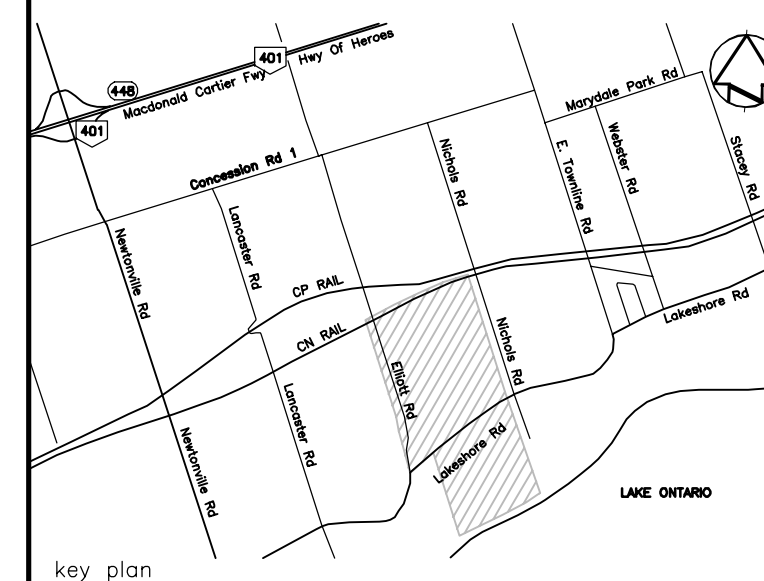 401
Hwy Of Heroes
448
Macdonald Cartier Fwy
401
Marydale Park Rd
Concession Rd 1
Nichols Rd
E. Townline Rd
Webster Rd
Stacey Rd
Lancaster Rd
Newtonville Rd
CP RAIL
CN RAIL
Lakeshore Rd
Nichols Rd
Elliott Rd
Lancaster Rd
Newtonville Rd
Lakeshore Rd
LAKE ONTARIO
key plan